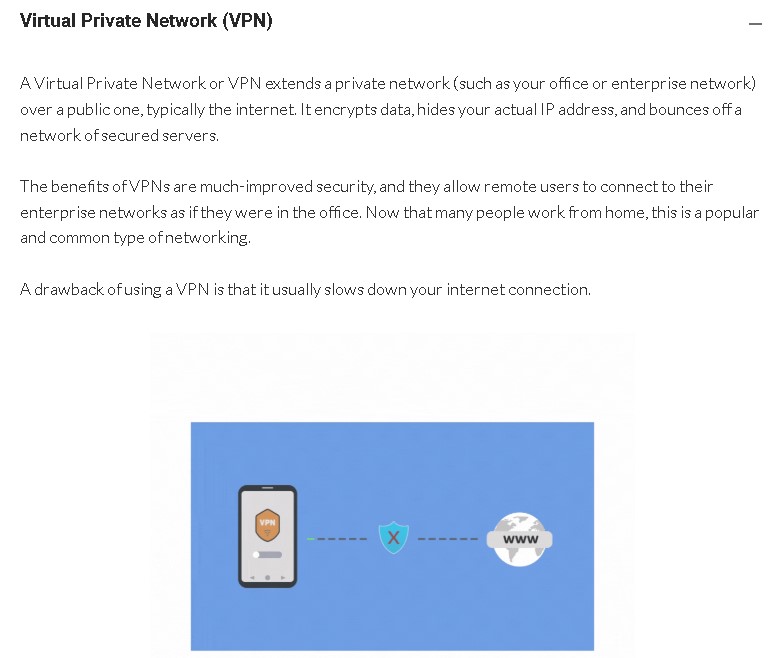 Virtual Private Network (VPN)
A Virtual Private Network or VPN extends a private network (such as your office or enterprise network)
over a public one, typically the internet. It encrypts data, hides your actual IP address, and bounces off a
network of secured servers.
The benefits of VPNs are much-improved security, and they allow remote users to connect to their
enterprise networks as if they were in the office. Now that many people work from home, this is a popular
and common type of networking.
A drawback of using a VPN is that it usually slows down your internet connection.
VPN
X
WWW